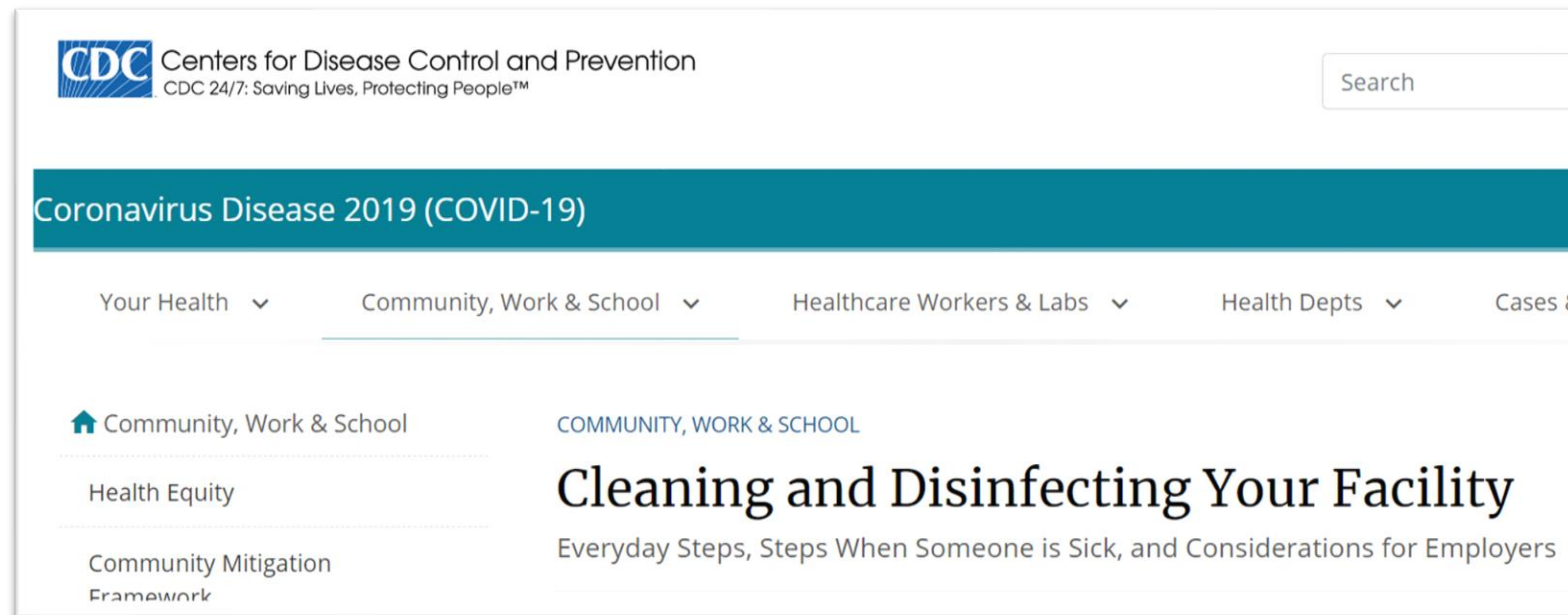 CDC Centers for Disease Control and Prevention
CDC 24/7: Saving Lives, Protecting People™
Search
Coronavirus Disease 2019 (COVID-19)
Your Health Community, Work & School Healthcare Workers & Labs Health Depts Cases &
Community, Work & School
COMMUNITY, WORK & SCHOOL
Health Equity
Cleaning and Disinfecting Your Facility
Everyday Steps, Steps When Someone is Sick, and Considerations for Employers
Community Mitigation
Framework